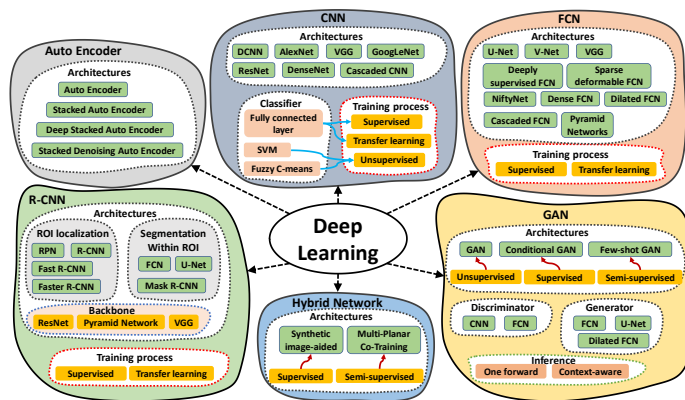 Auto Encoder
Architectures
Auto Encoder
Stacked Auto Encoder
Deep Stacked Auto Encoder
Stacked Denoising Auto Encoder
CNN
Architectures
DCNN AlexNet VGG GoogLeNet
ResNet DenseNet Cascaded CNN
Classifier
Fully connected
layer
SVM
Fuzzy C-means
Training process
Supervised
Transfer learning
Unsupervised
FCN
Architectures
U-Net V-Net VGG
Deeply
supervised FCN
Sparse
deformable FCN
NiftyNet Dense FCN Dilated FCN
Cascaded FCN
Pyramid
Networks
Training process
Supervised Transfer learning
Deep
Learning
R-CNN
Architectures
ROI localization
RPN R-CNN
Fast R-CNN
Faster R-CNN
Segmentation
Within ROI
FCN U-Net
Mask R-CNN
Backbone
ResNet Pyramid Network VGG
Training process
Supervised Transfer learning
Hybrid Network
Architectures
Synthetic
image-aided
Multi-Planar
Co-Training
Supervised Semi-supervised
GAN
Architectures
GAN Conditional GAN Few-shot GAN
Unsupervised Supervised Semi-supervised
Discriminator
CNN FCN
Generator
FCN U-Net
Dilated FCN
Inference
One forward Context-aware